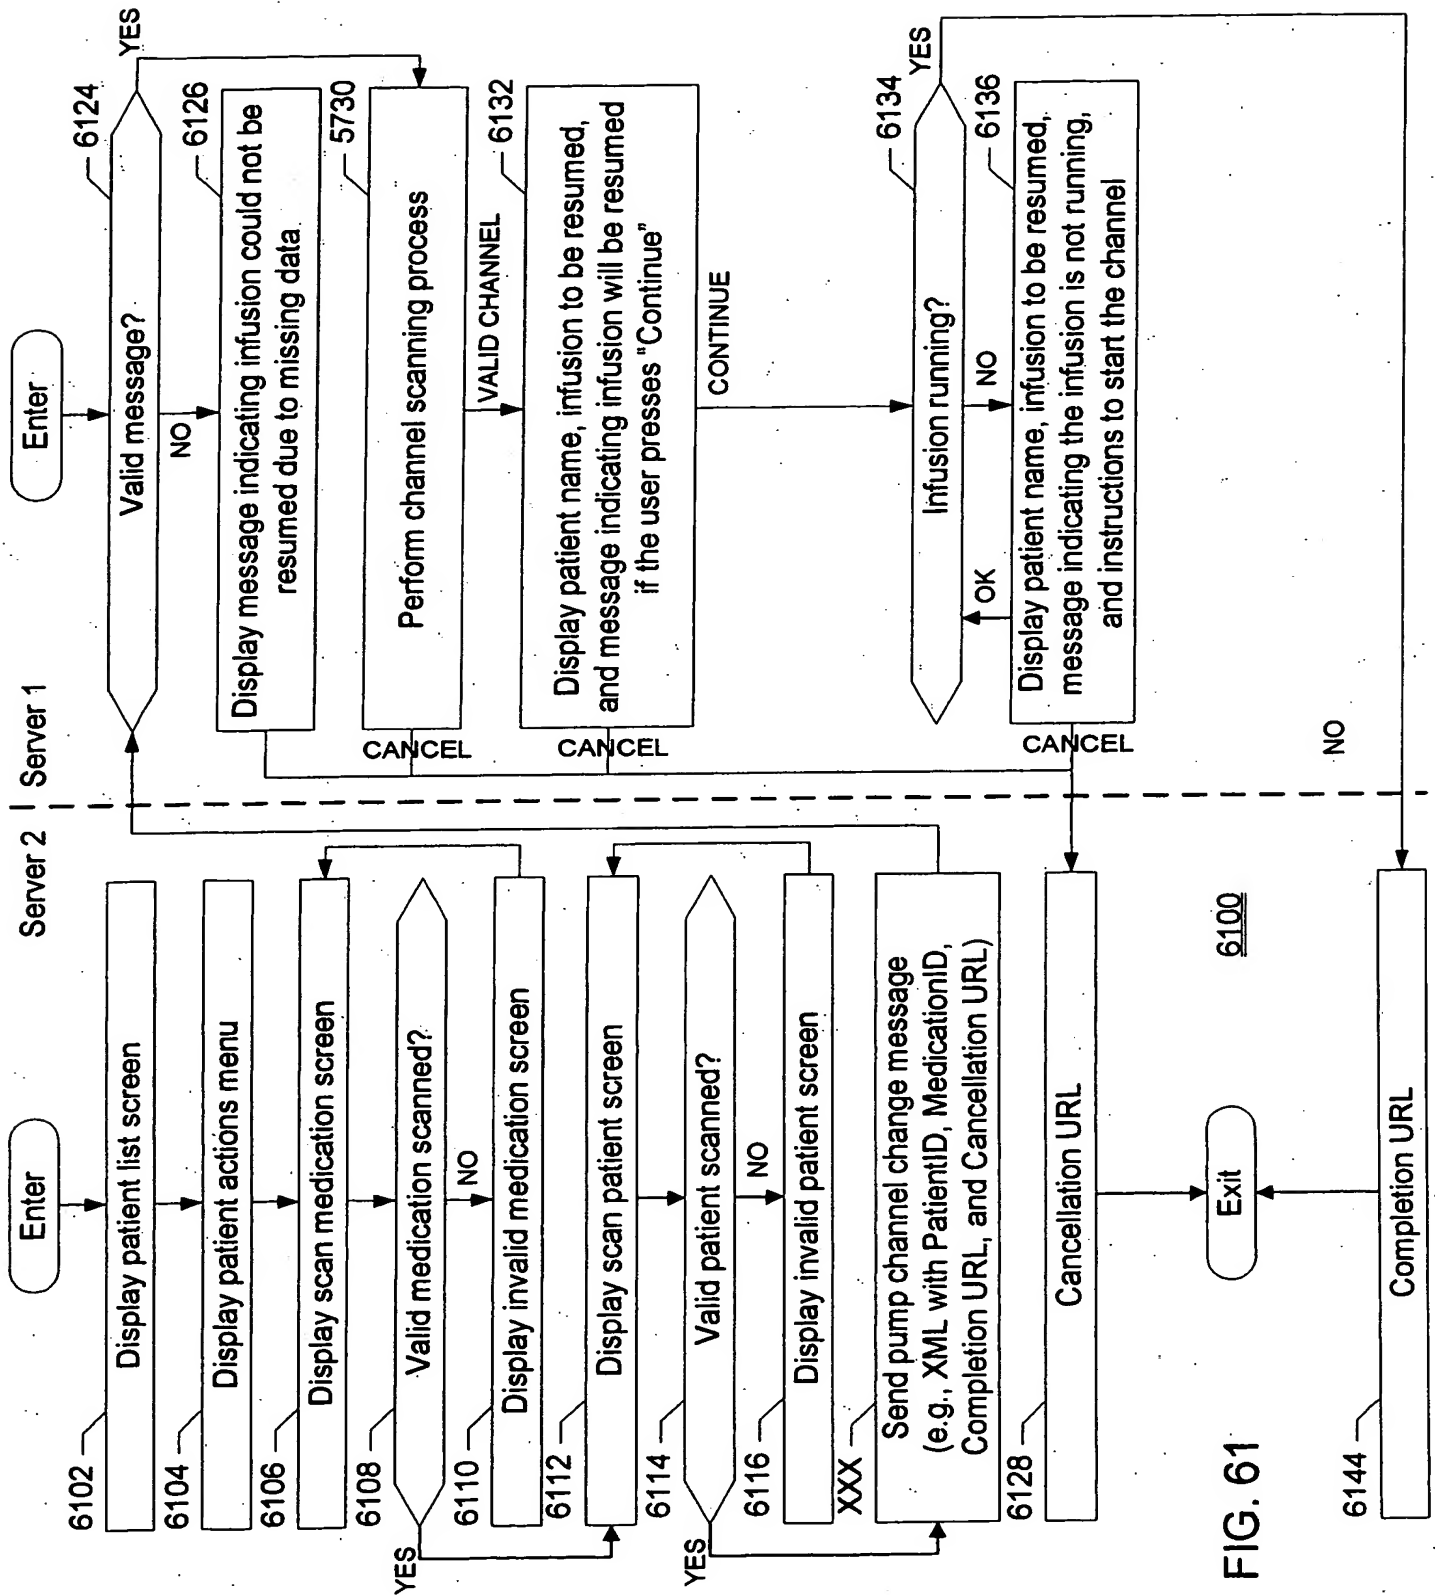 Server 2
Enter
6102
Display patient list screen
6104
Display patient actions menu
6106
Display scan medication screen
6108
Valid medication scanned?
YES
NO
6110
Display invalid medication screen
6112
Display scan patient screen
6114
Valid patient scanned?
YES
NO
6116
Display invalid patient screen
XXX
Send pump channel change message
(e.g., XML with PatientID, MedicationID,
Completion URL, and Cancellation URL)
6128
Cancellation URL
Exit
6100
6144
Completion URL
FIG. 61
Server 1
Enter
6124
Valid message?
YES
NO
6126
Display message indicating infusion could not be
resumed due to missing data
5730
Perform channel scanning process
CANCEL
VALID CHANNEL
6132
Display patient name, infusion to be resumed,
and message indicating infusion will be resumed
if the user presses "Continue"
CANCEL
CONTINUE
6134
Infusion running?
YES
OK
NO
6136
Display patient name, infusion to be resumed,
message indicating the infusion is not running,
and instructions to start the channel
CANCEL
NO